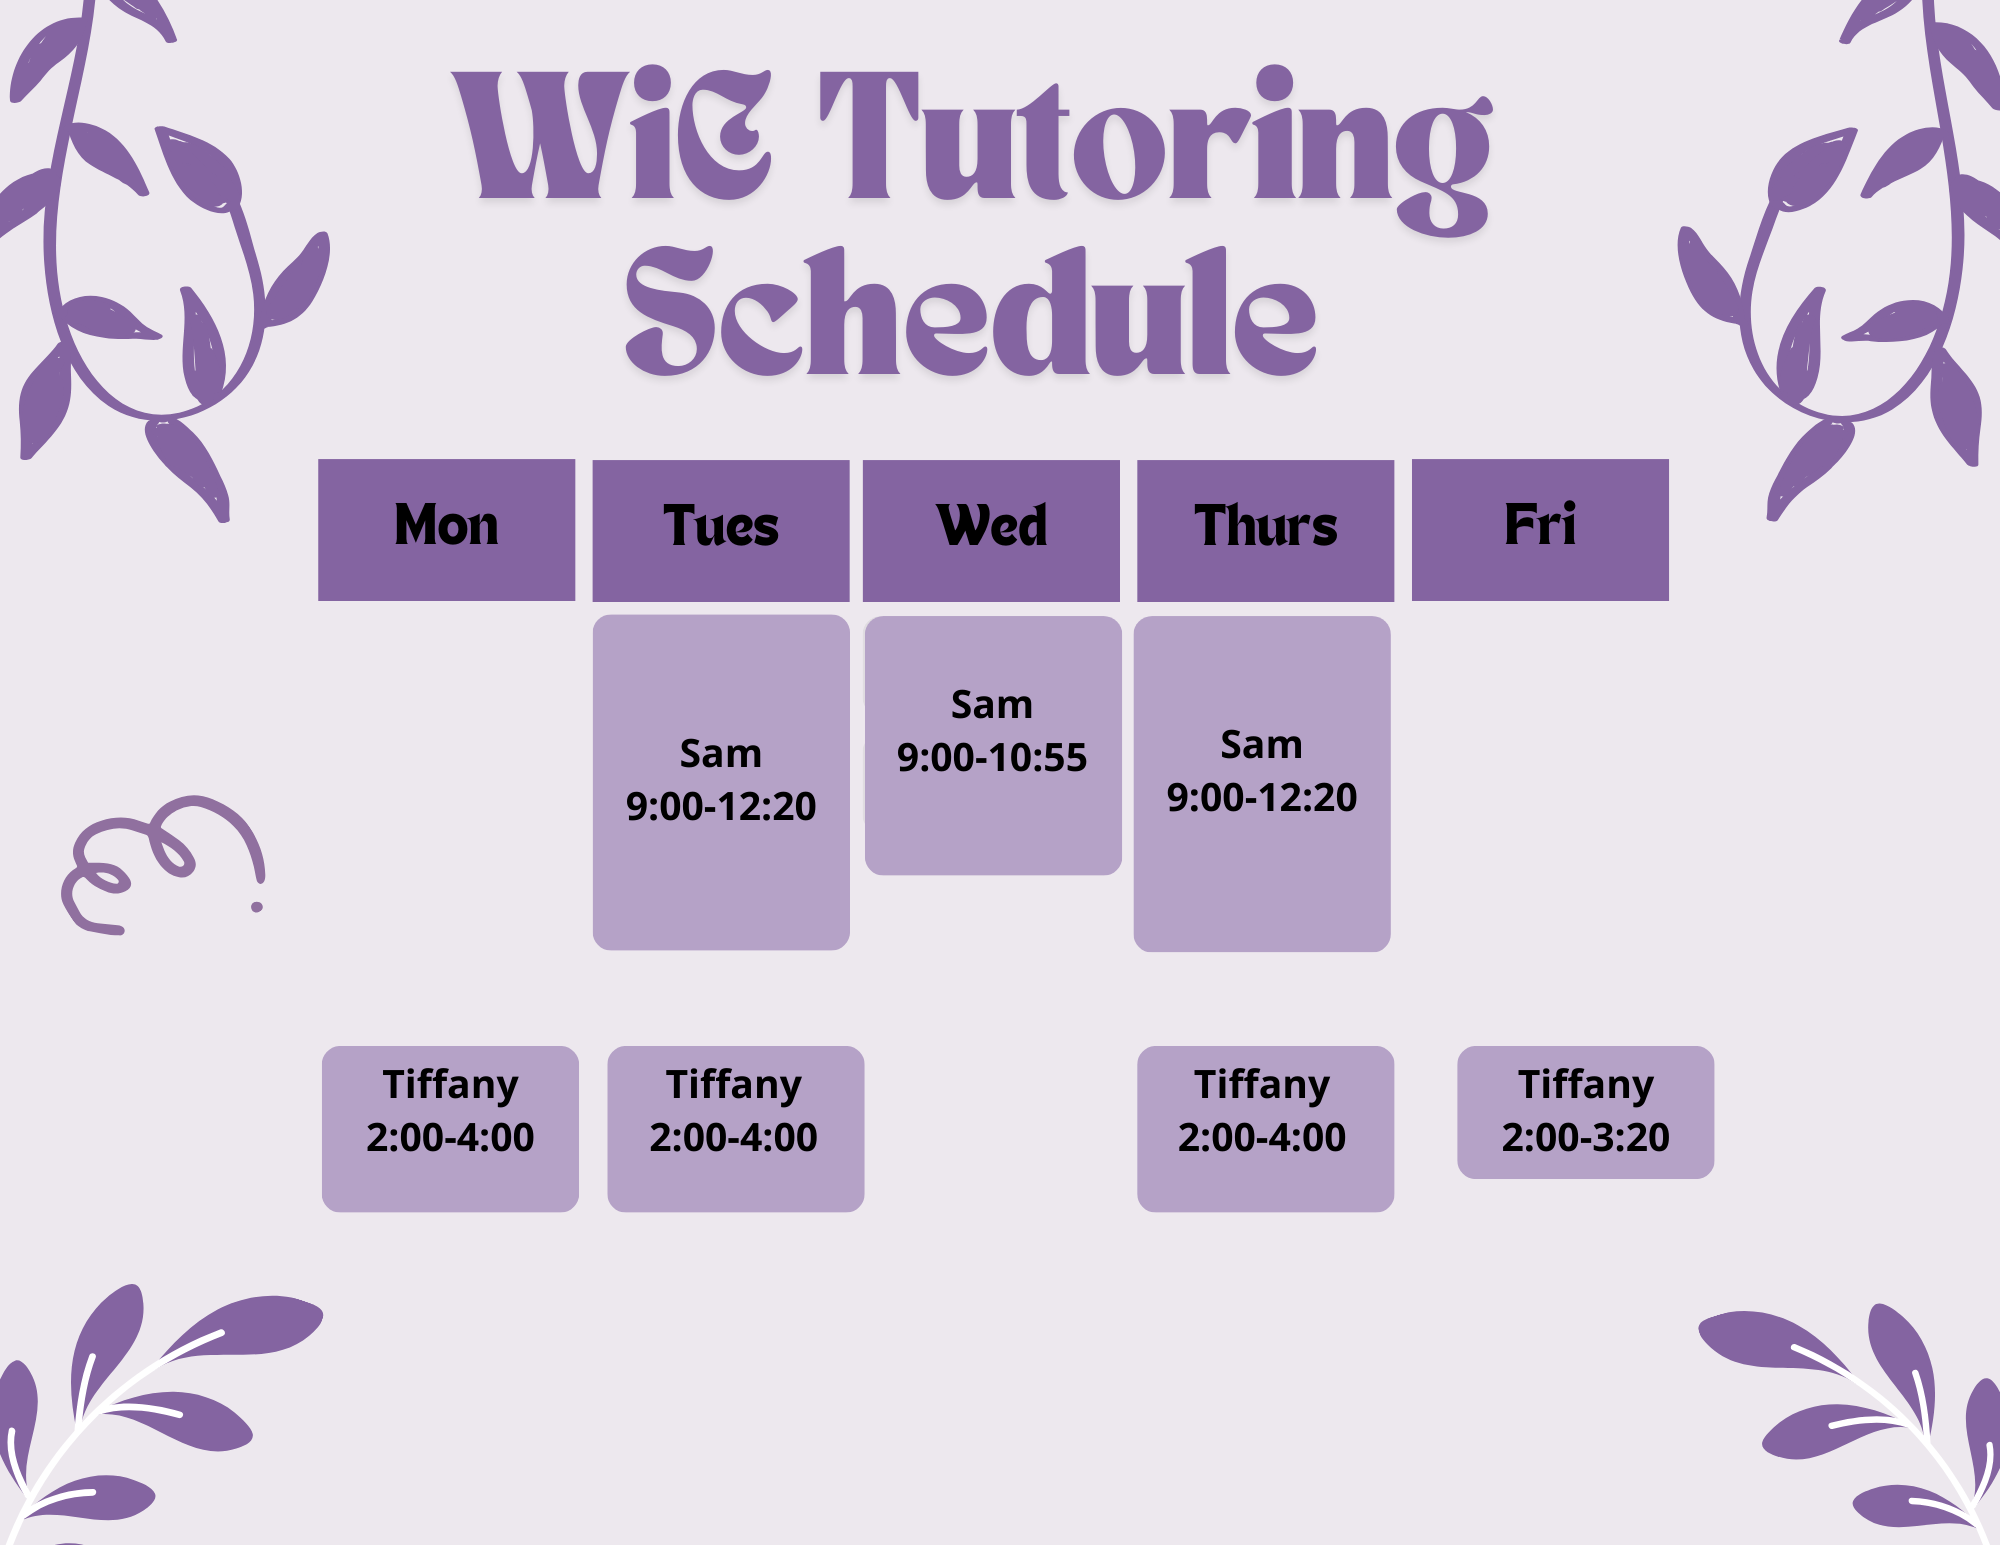 WiC Tutoring
Schedule
Mon
Tues
Wed
Thurs
Fri
Sam
9:00-12:20
Sam
9:00-10:55
Sam
9:00-12:20
Tiffany
2:00-4:00
Tiffany
2:00-4:00
Tiffany
2:00-4:00
Tiffany
2:00-3:20